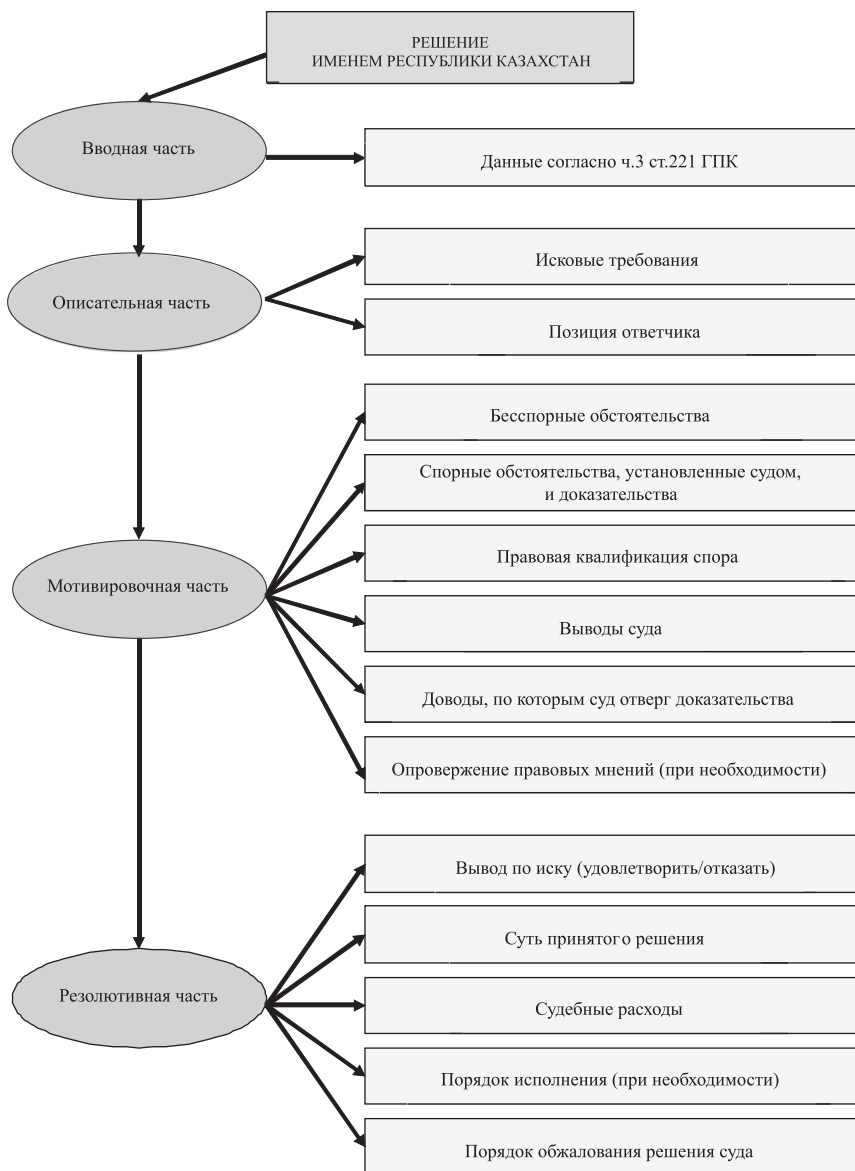 РЕШЕНИЕ
ИМЕНЕМ РЕСПУБЛИКИ КАЗАХСТАН
Вводная часть
Данные согласно ч.3 ст.221 ГПК
Описательная часть
Исковые требования
Позиция ответчика
Мотивировочная часть
Бесспорные обстоятельства
Спорные обстоятельства, установленные судом,
и доказательства
Правовая квалификация спора
Выводы суда
Доводы, по которым суд отверг доказательства
Опровержение правовых мнений (при необходимости)
Резолютивная часть
Вывод по иску (удовлетворить/отказать)
Суть принятого решения
Судебные расходы
Порядок исполнения (при необходимости)
Порядок обжалования решения суда